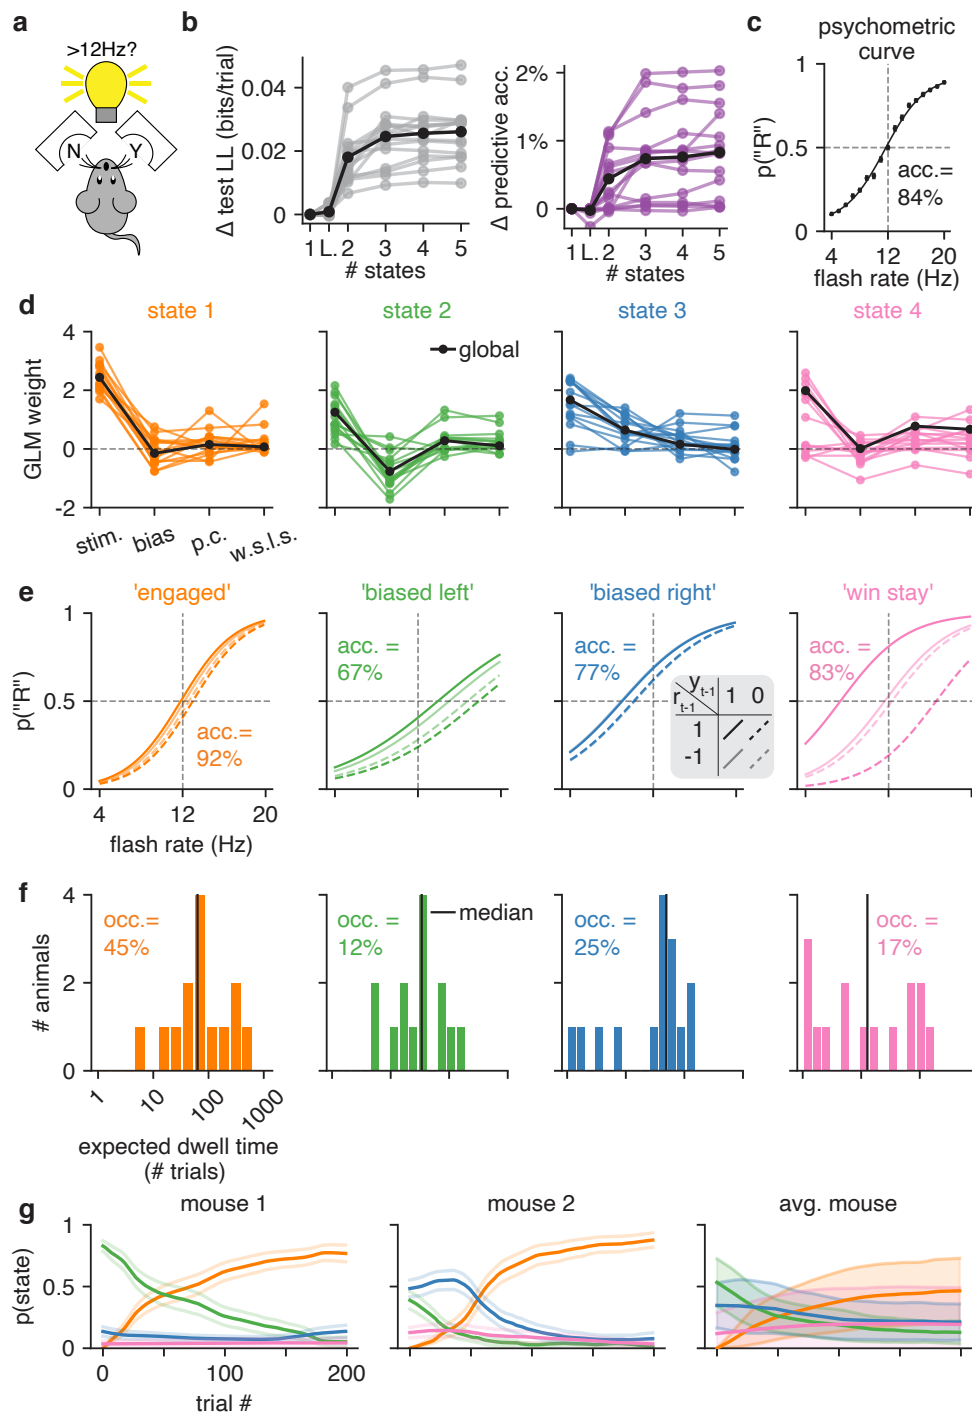 a
>12Hz?
N
Y
b
Δ test LL (bits/trial)
0.04
0.02
0
1 L. 2 3 4 5
# states
Δ predictive acc.
2%
1%
0
1 L. 2 3 4 5
# states
c
psychometric
curve
p("R")
1
0.5
0
acc.=
84%
4 12 20
flash rate (Hz)
d
state 1
state 2
state 3
state 4
GLM weight
4
2
0
-2
global
stim. bias p.c. w.s.l.s.
e
'engaged'
'biased left'
'biased right'
'win stay'
p("R")
1
0.5
0
acc.=
92%
acc. =
67%
acc. =
77%
acc. =
83%
y t-1
r t-1
1 0
1
-1
4 12 20
flash rate (Hz)
f
# animals
4
2
0
occ.=
45%
occ. =
12%
median
occ. =
25%
occ. =
17%
1 10 100 1000
expected dwell time
(# trials)
g
mouse 1
mouse 2
avg. mouse
p(state)
1
0.5
0
0 100 200
trial #